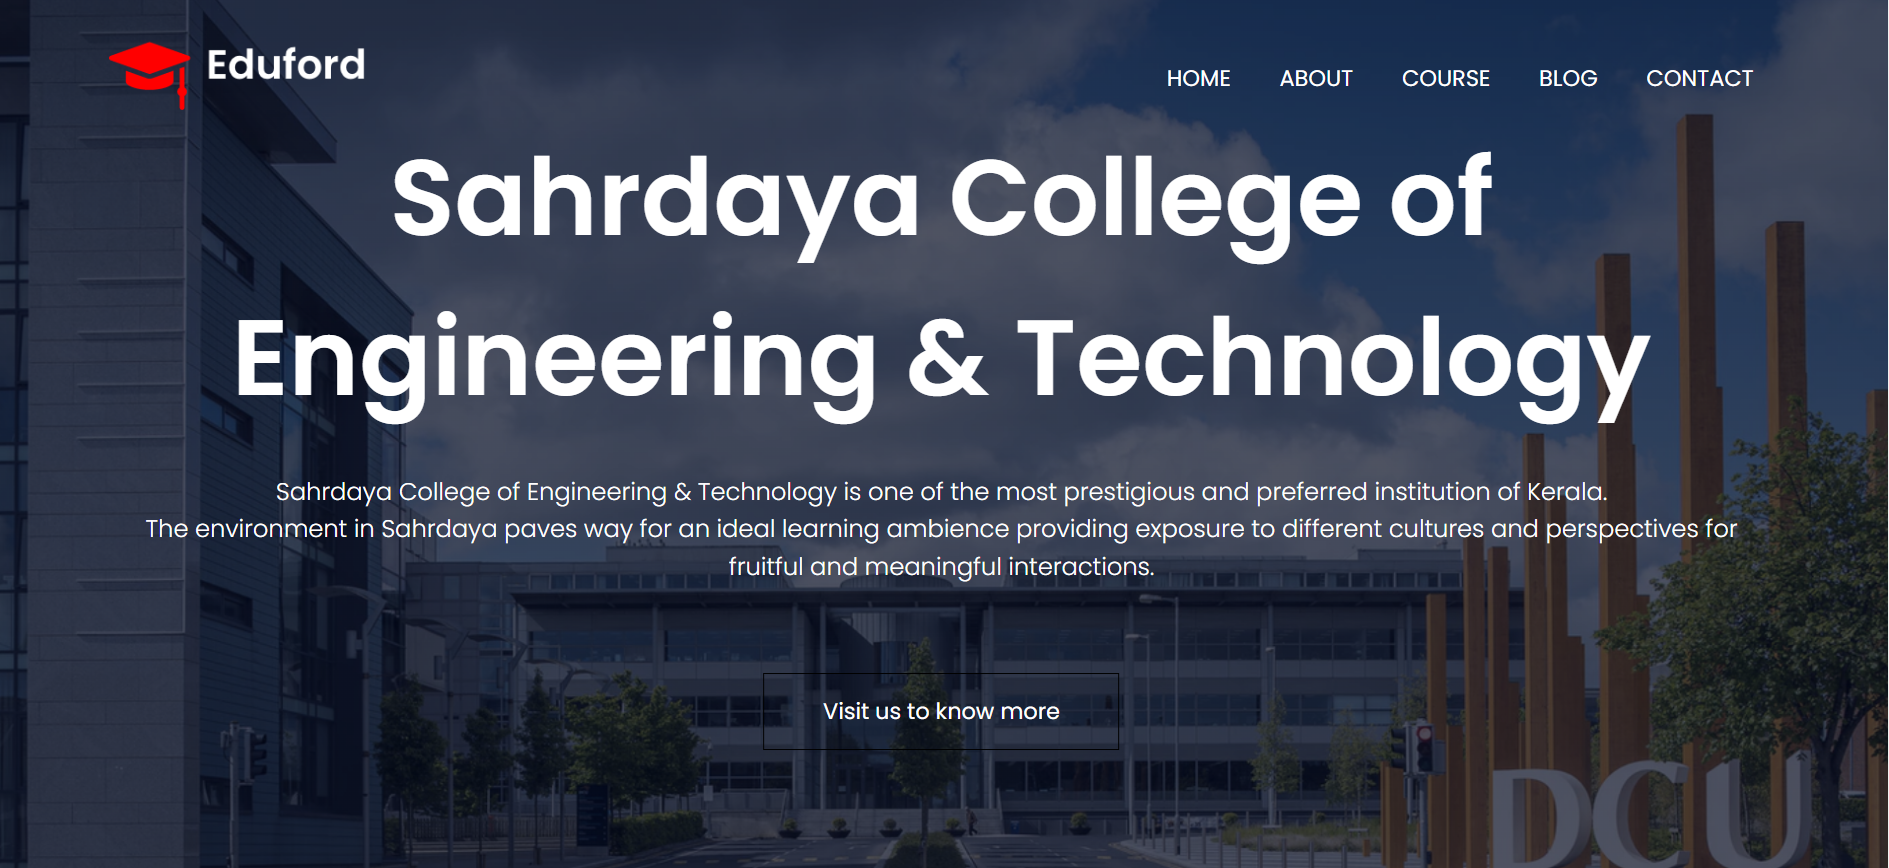 Eduford
HOME ABOUT COURSE BLOG CONTACT
Sahrdaya College of
Engineering & Technology
Sahrdaya College of Engineering & Technology is one of the most prestigious and preferred institution of Kerala.
The environment in Sahrdaya paves way for an ideal learning ambience providing exposure to different cultures and perspectives for
fruitful and meaningful interactions.
Visit us to know more
DCU